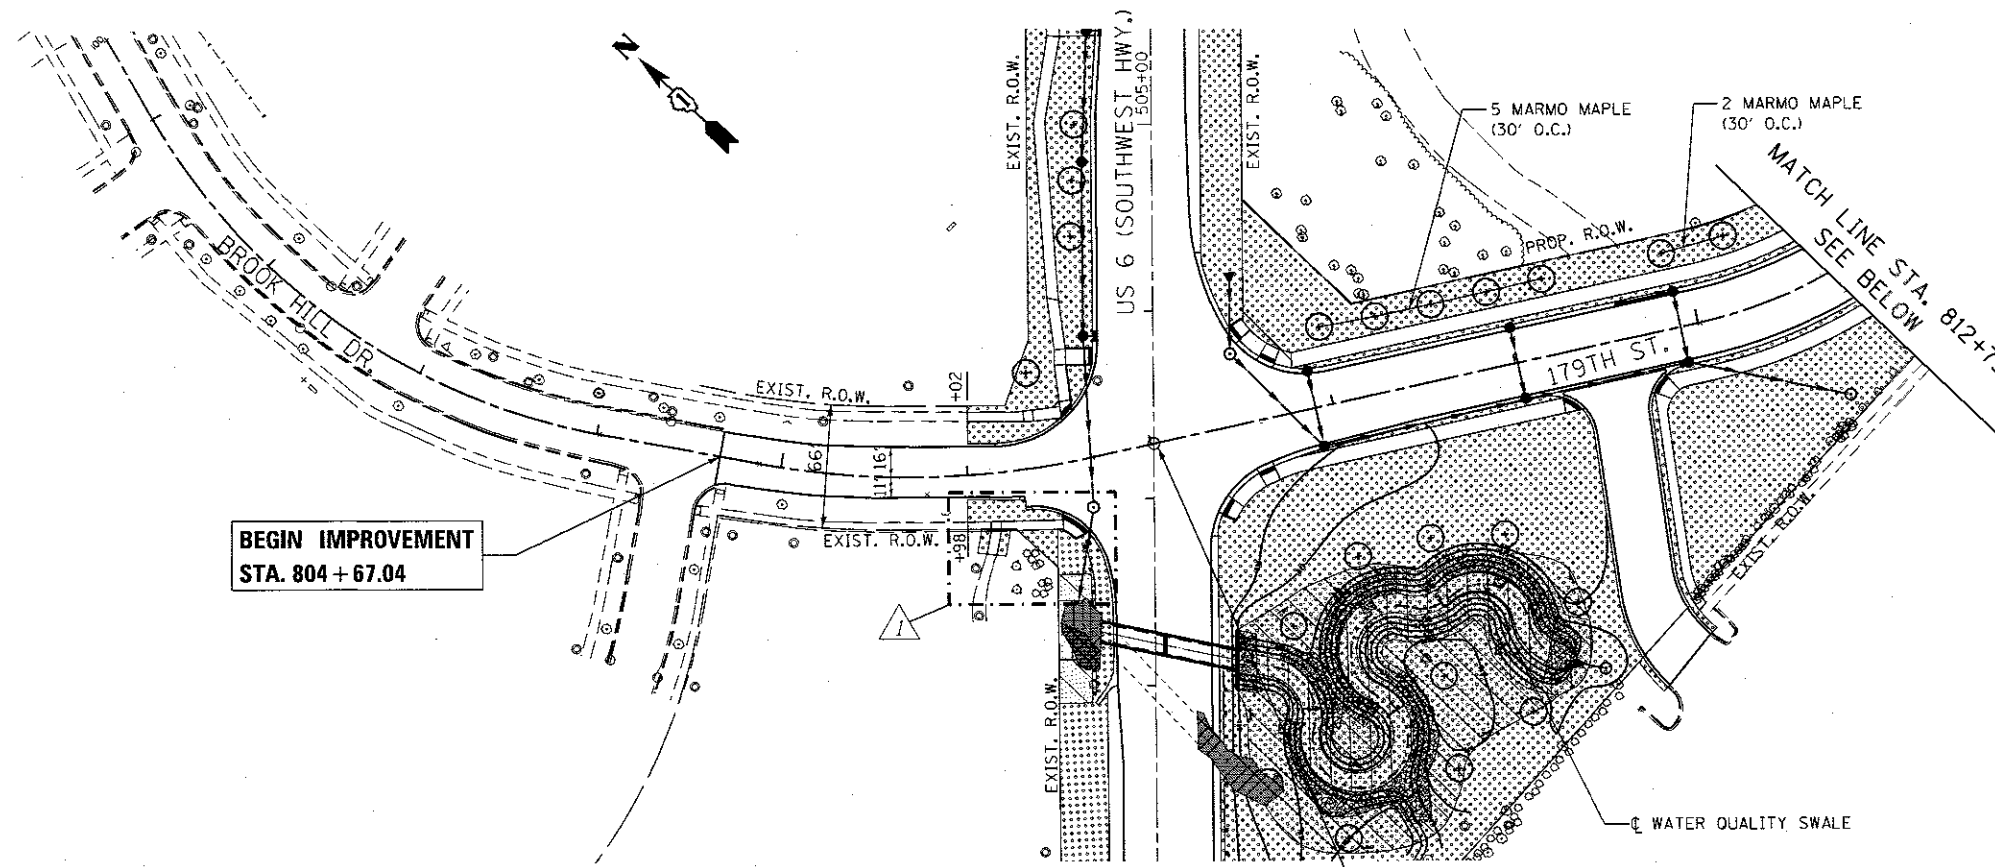 N
EXIST. R.O.W.
US 6 (SOUTHWEST HWY.)
505+00
EXIST. R.O.W.
5 MARMO MAPLE
(30' O.C.)
2 MARMO MAPLE
(30' O.C.)
MATCH LINE STA. 812+7
SEE BELOW
PROP. R.O.W.
BROOK HILL DR.
EXIST. R.O.W.
+02
179TH ST.
66'
11'
16'
BEGIN IMPROVEMENT
STA. 804+67.04
EXIST. R.O.W.
+98
1
EXIST. R.O.W.
EXIST. R.O.W.
℄ WATER QUALITY SWALE